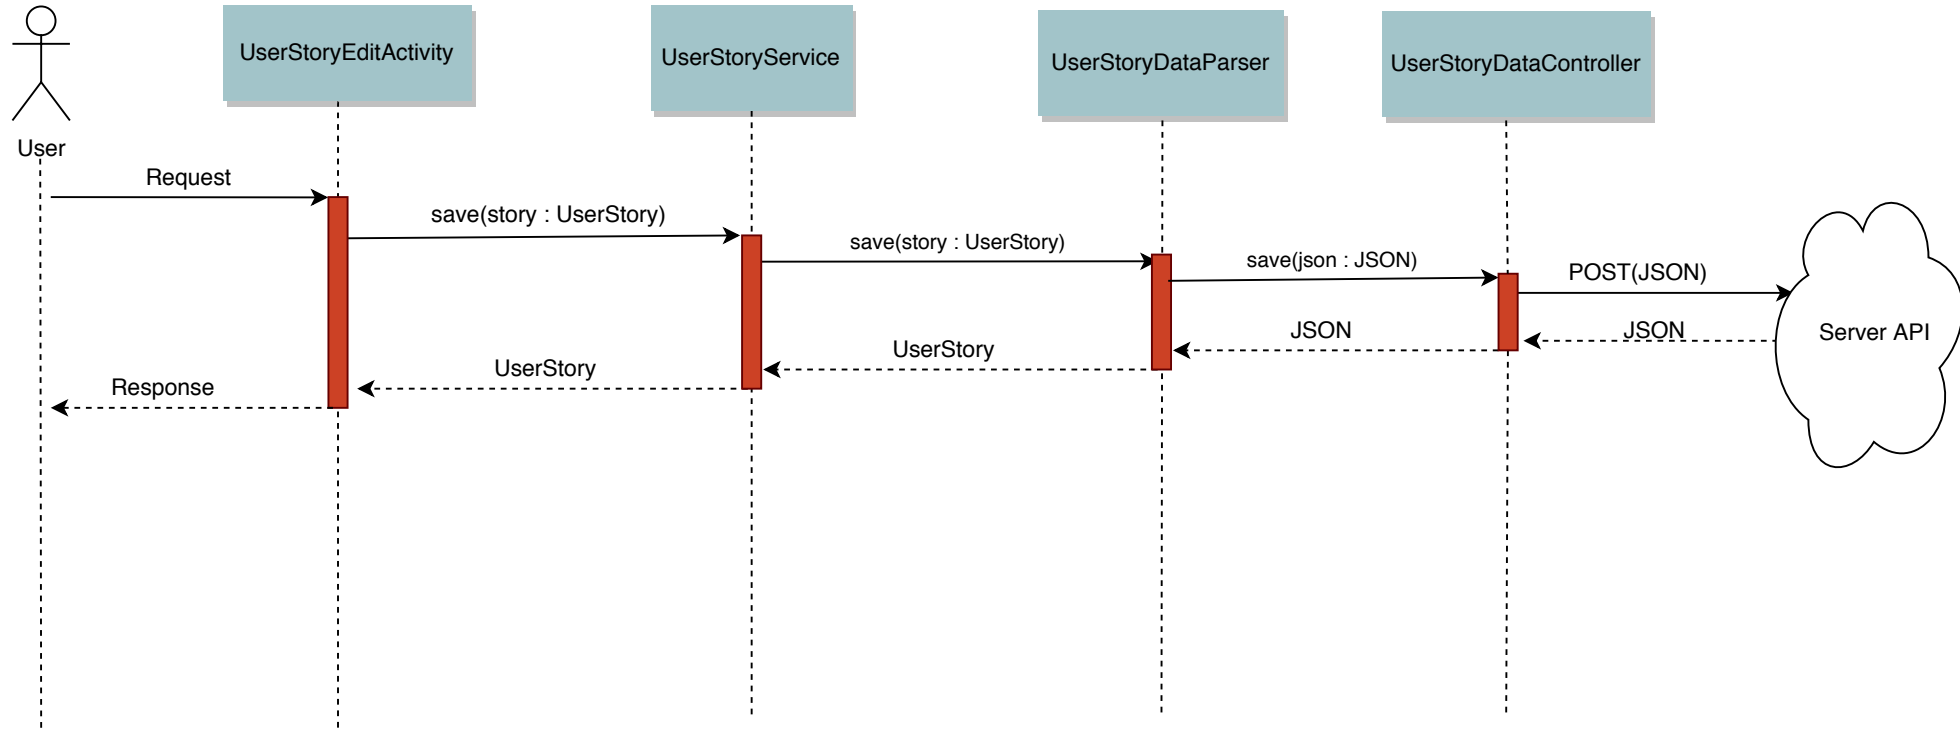 UserStoryEditActivity
UserStoryService
UserStoryDataParser
UserStoryDataController
User
Request
save(story : UserStory)
save(story : UserStory)
save(json : JSON)
POST(JSON)
Server API
JSON
JSON
UserStory
UserStory
Response